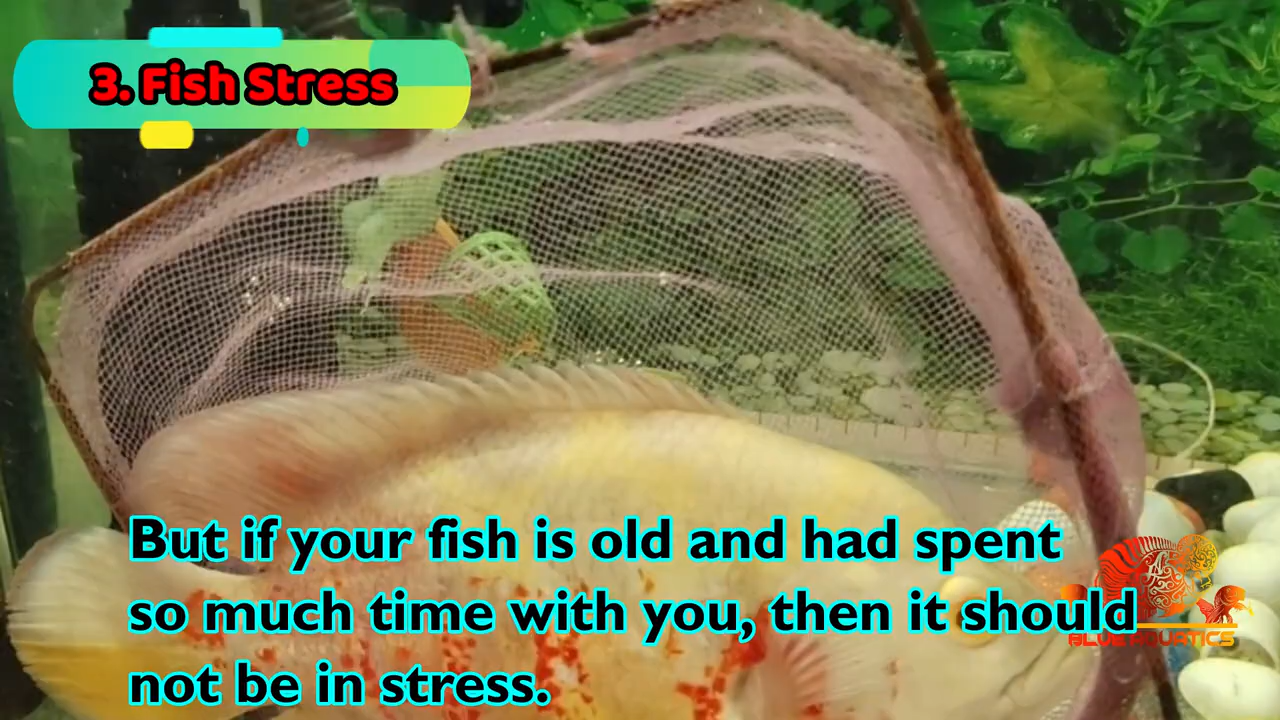 3. Fish Stress
But if your fish is old and had spent
so much time with you, then it should
not be in stress.
BLUE AQUATICS